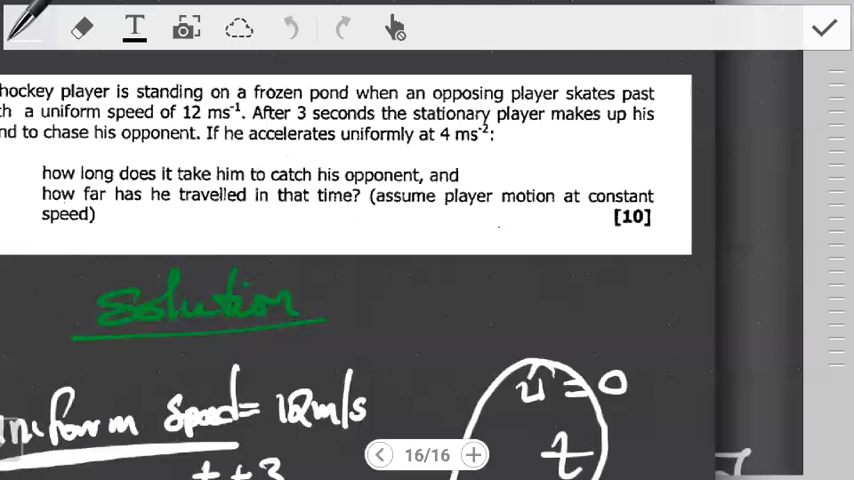 T
hockey player is standing on a frozen pond when an opposing player skates past
th a uniform speed of 12 ms⁻¹. After 3 seconds the stationary player makes up his
nd to chase his opponent. If he accelerates uniformly at 4 ms⁻²:
how long does it take him to catch his opponent, and
how far has he travelled in that time? (assume player motion at constant
speed) [10]
Solution
uniform speed = 12m/s
u = 0
t
t+3
16/16